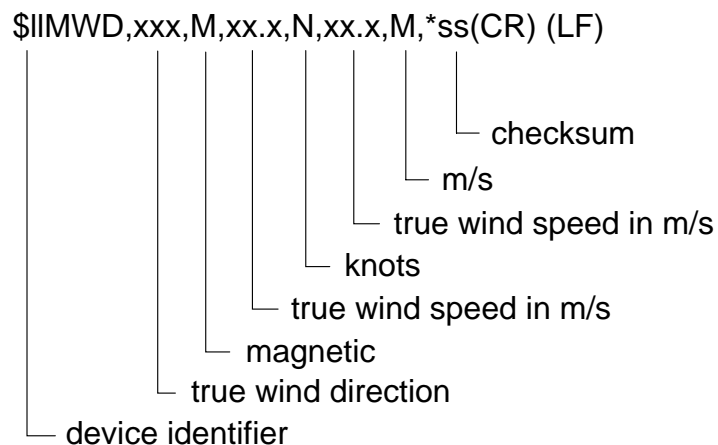 $IIMWD,xxx,M,xx.x,N,xx.x,M,*ss(CR) (LF)
checksum
m/s
true wind speed in m/s
knots
true wind speed in m/s
magnetic
true wind direction
device identifier